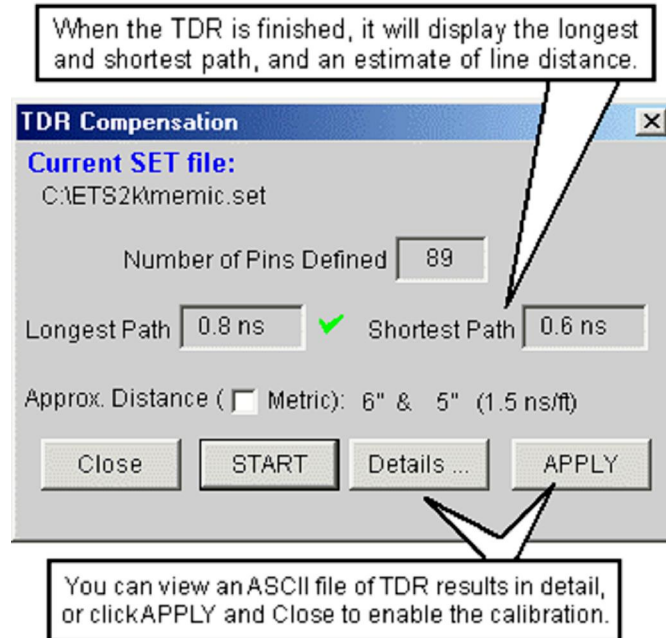 When the TDR is finished, it will display the longest
and shortest path, and an estimate of line distance.
TDR Compensation
Current SET file:
C:\ETS2k\memic.set
Number of Pins Defined 89
Longest Path 0.8 ns Shortest Path 0.6 ns
Approx. Distance ( Metric): 6" & 5" (1.5 ns/ft)
Close START Details ... APPLY
You can view an ASCII file of TDR results in detail,
or click APPLY and Close to enable the calibration.